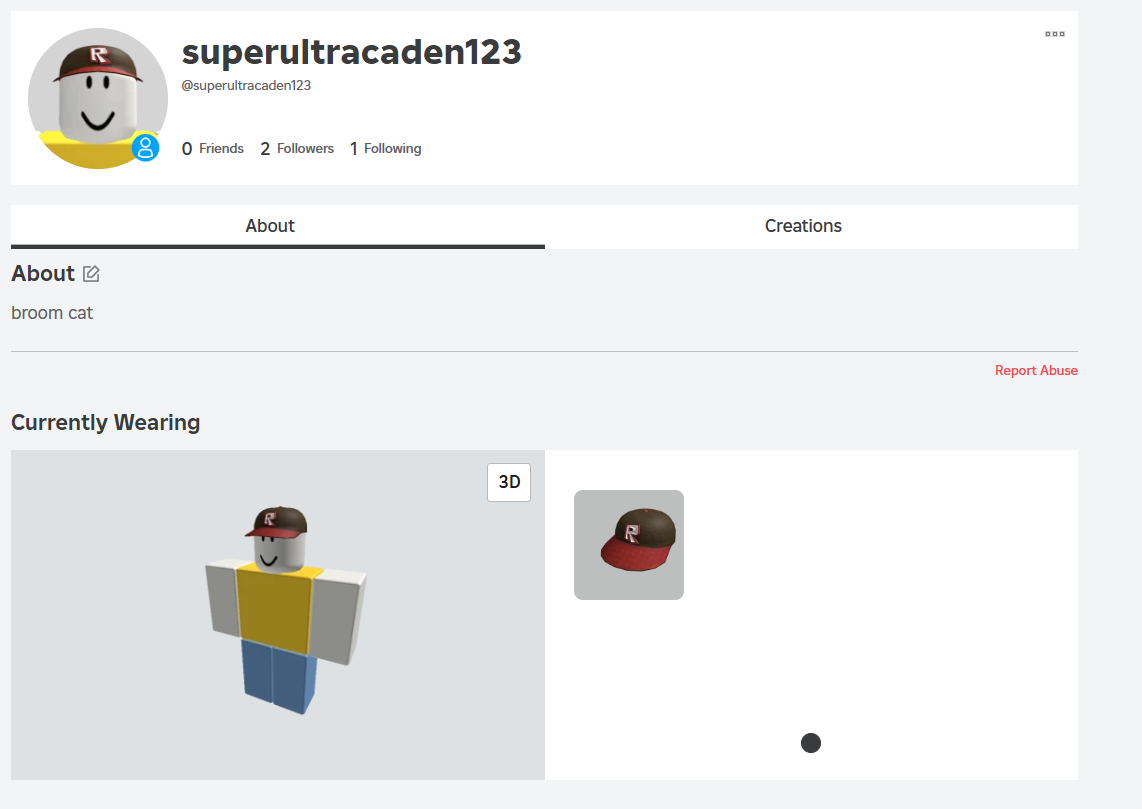 superultracaden123
@superultracaden123
0 Friends 2 Followers 1 Following
About Creations
About
broom cat
Report Abuse
Currently Wearing
3D
R
R
R